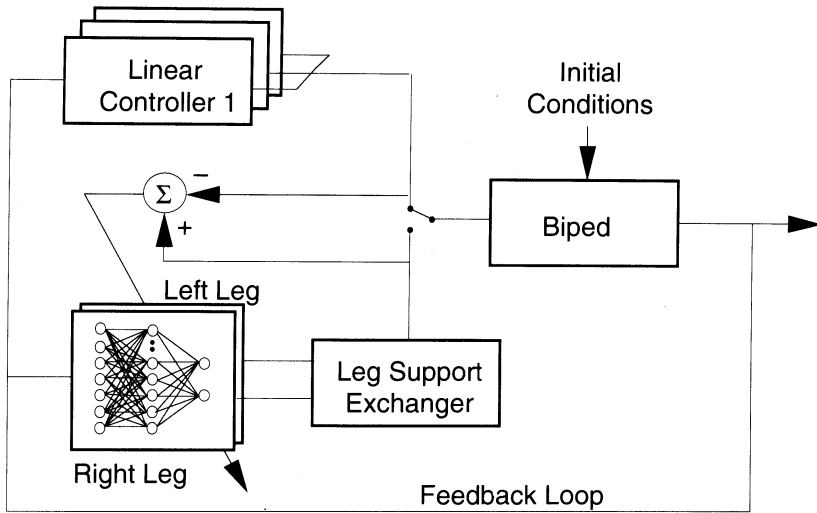 Linear
Controller 1
Initial
Conditions
Σ
−
+
Biped
Left Leg
Leg Support
Exchanger
Right Leg
Feedback Loop